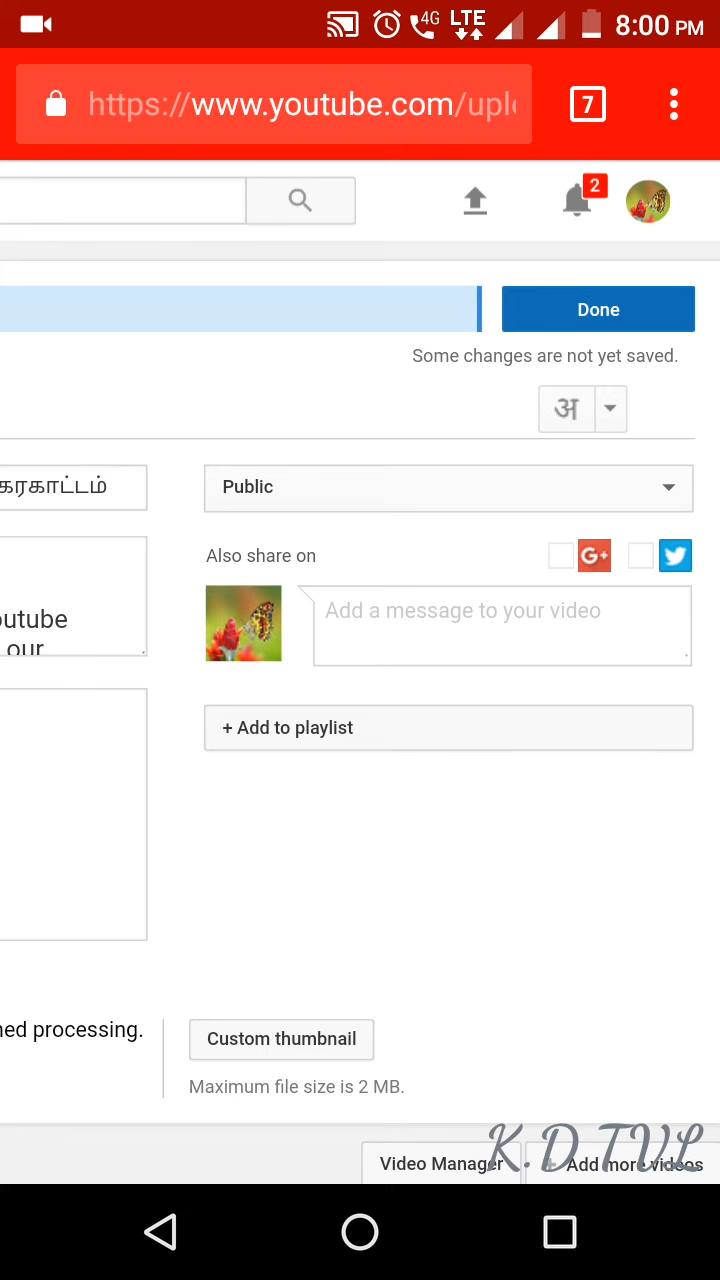 4G LTE 8:00 PM
https://www.youtube.com/uplo
7
2
Done
Some changes are not yet saved.
अ
கரகாட்டம்
Public
Also share on
G+
outube
our
Add a message to your video
+ Add to playlist
ned processing.
Custom thumbnail
Maximum file size is 2 MB.
K.D TVL
Video Manager
+ Add more videos